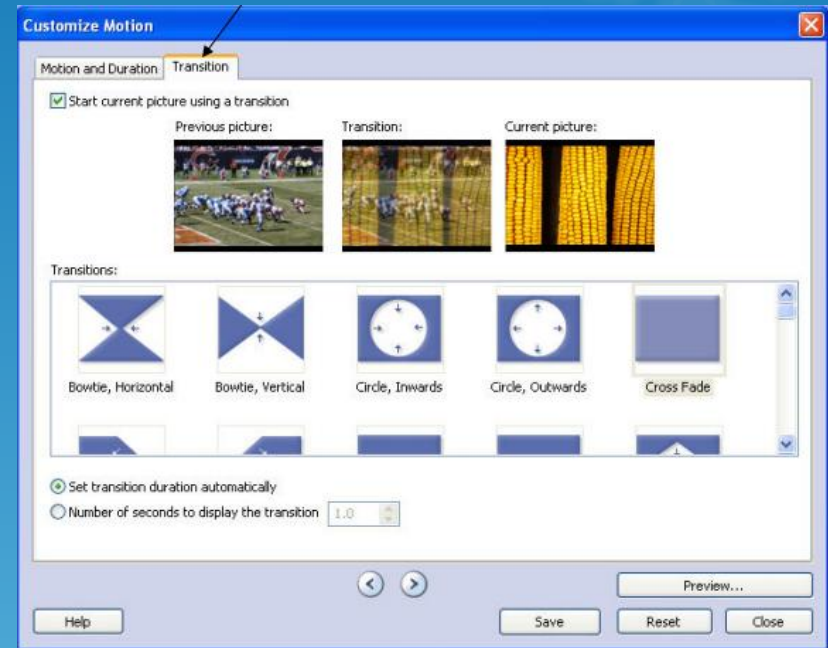 Customize Motion
Motion and Duration Transition
Start current picture using a transition
Previous picture: Transition: Current picture:
Transitions:
Bowtie, Horizontal Bowtie, Vertical Circle, Inwards Circle, Outwards Cross Fade
Set transition duration automatically
Number of seconds to display the transition 1.0
Preview...
Help Save Reset Close